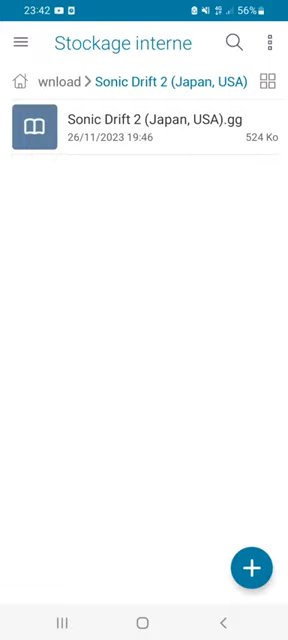 23:42 56%
Stockage interne
wnload Sonic Drift 2 (Japan, USA)
Sonic Drift 2 (Japan, USA).gg
26/11/2023 19:46 524 Ko